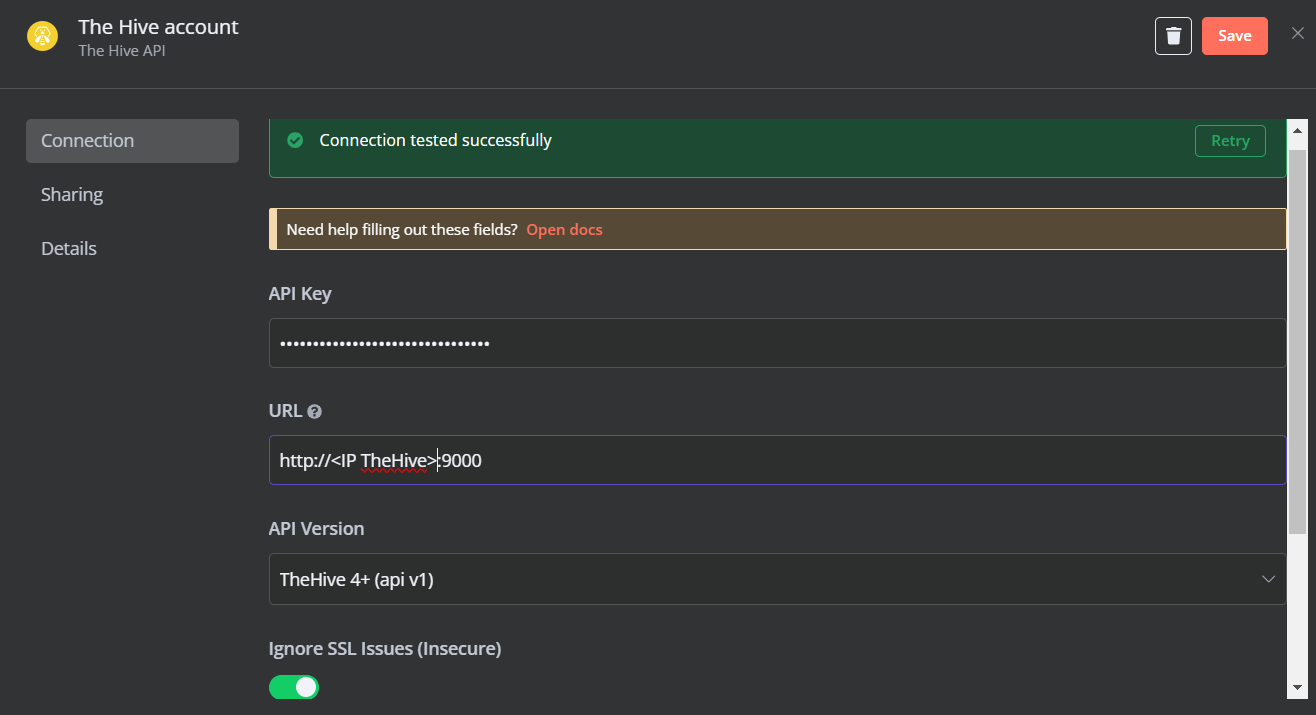 The Hive account
The Hive API
Save
Connection
Sharing
Details
Connection tested successfully
Retry
Need help filling out these fields? Open docs
API Key
••••••••••••••••••••••••••••••••
URL
http://<IP TheHive>:9000
API Version
TheHive 4+ (api v1)
Ignore SSL Issues (Insecure)